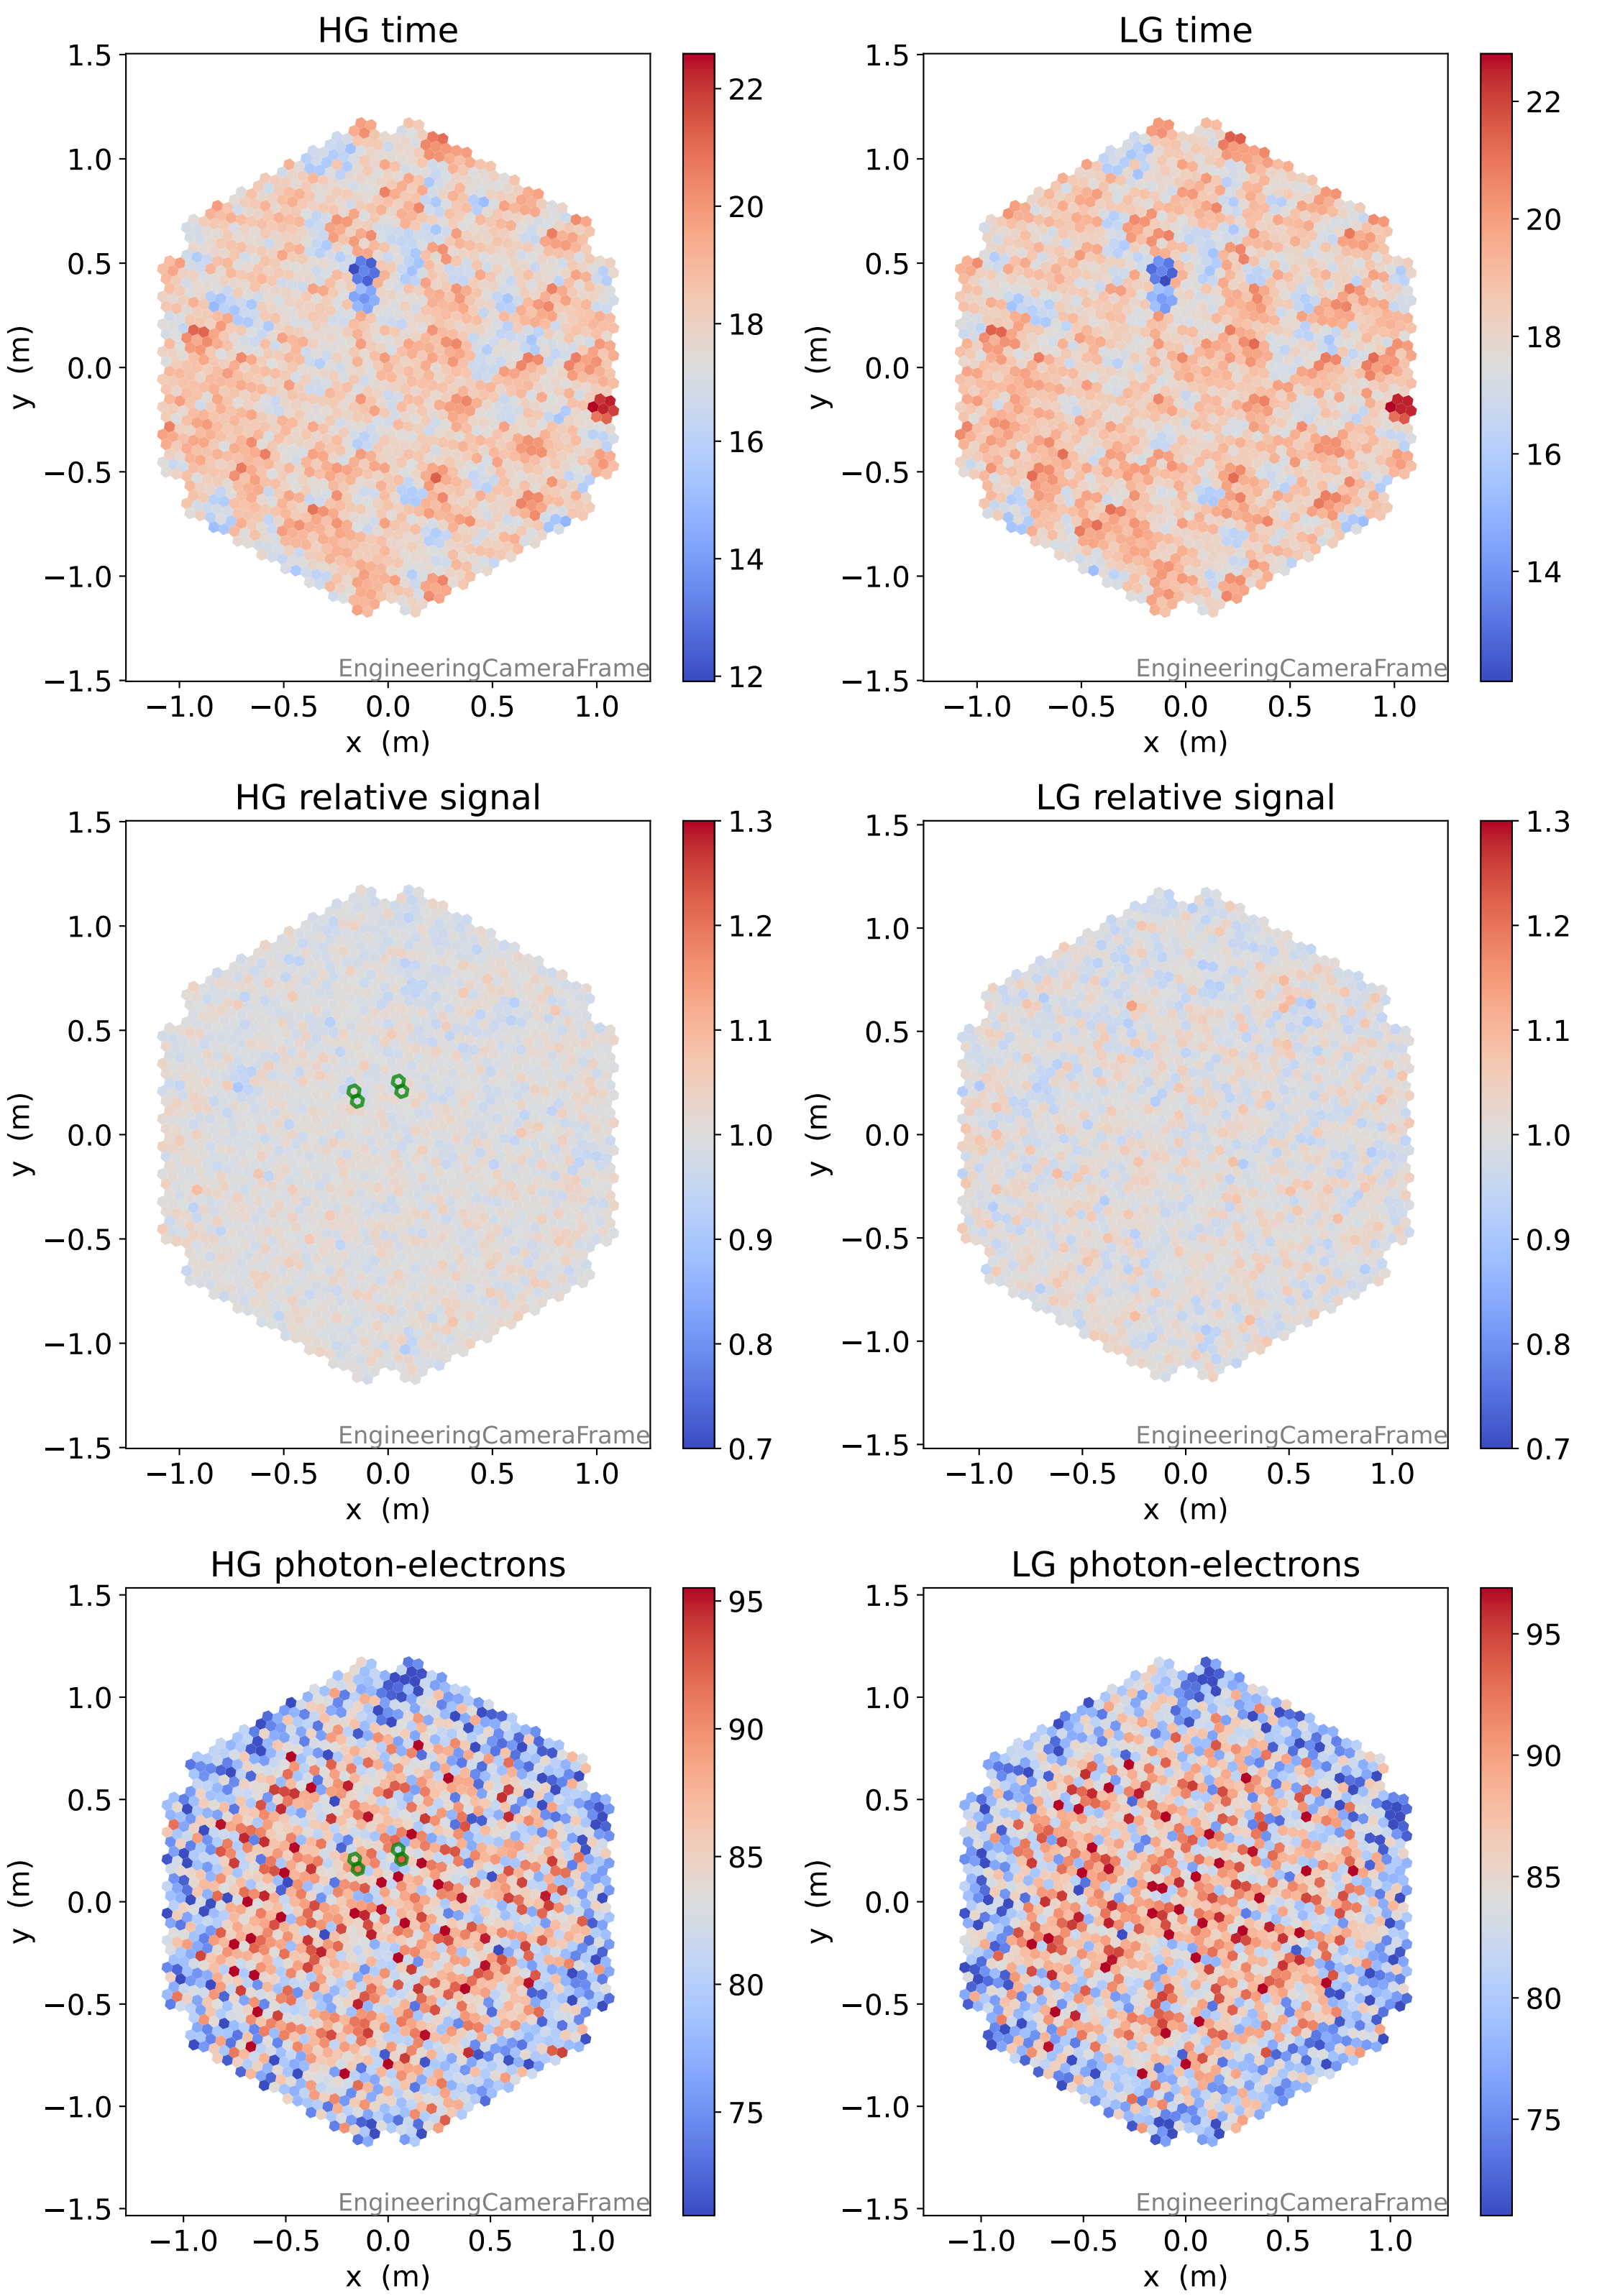 HG time
LG time
1.5
1.0
0.5
0.0
−0.5
−1.0
−1.5
y (m)
−1.0 −0.5 0.0 0.5 1.0
x (m)
EngineeringCameraFrame
22
20
18
16
14
12
1.5
1.0
0.5
0.0
−0.5
−1.0
−1.5
y (m)
−1.0 −0.5 0.0 0.5 1.0
x (m)
EngineeringCameraFrame
22
20
18
16
14
HG relative signal
LG relative signal
1.5
1.0
0.5
0.0
−0.5
−1.0
−1.5
y (m)
−1.0 −0.5 0.0 0.5 1.0
x (m)
EngineeringCameraFrame
1.3
1.2
1.1
1.0
0.9
0.8
0.7
1.5
1.0
0.5
0.0
−0.5
−1.0
−1.5
y (m)
−1.0 −0.5 0.0 0.5 1.0
x (m)
EngineeringCameraFrame
1.3
1.2
1.1
1.0
0.9
0.8
0.7
HG photon-electrons
LG photon-electrons
1.5
1.0
0.5
0.0
−0.5
−1.0
−1.5
y (m)
−1.0 −0.5 0.0 0.5 1.0
x (m)
EngineeringCameraFrame
95
90
85
80
75
1.5
1.0
0.5
0.0
−0.5
−1.0
−1.5
y (m)
−1.0 −0.5 0.0 0.5 1.0
x (m)
EngineeringCameraFrame
95
90
85
80
75